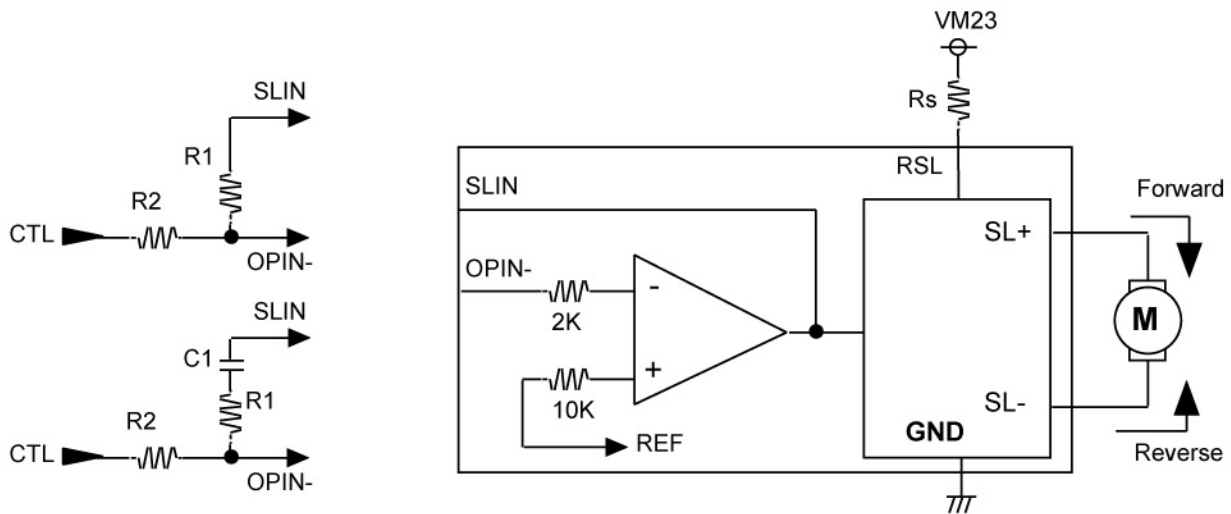 SLIN
R1
R2
CTL
OPIN-
SLIN
C1
R1
R2
CTL
OPIN-
VM23
Rs
RSL
SLIN
OPIN-
2K
-
+
10K
REF
SL+
SL-
GND
Forward
M
Reverse